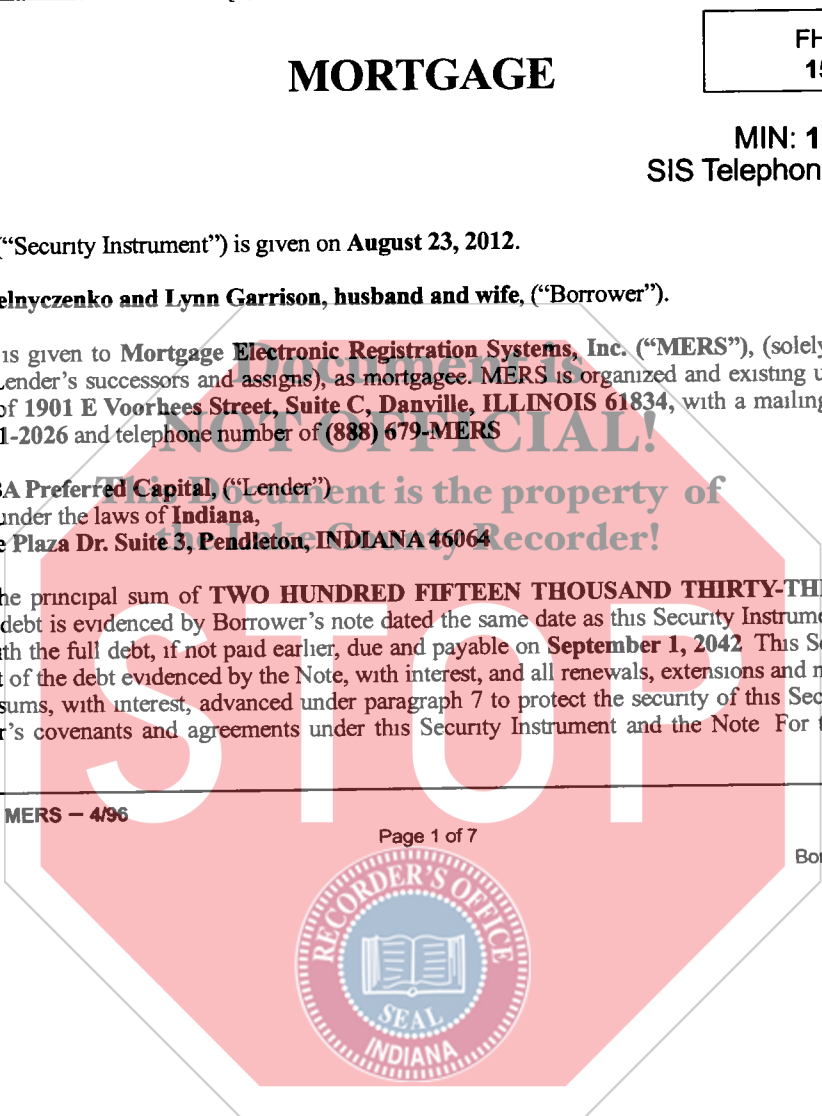 MORTGAGE
FH
15
MIN: 1
SIS Telephon
(“Security Instrument”) is given on August 23, 2012.
elnyczenko and Lynn Garrison, husband and wife, (“Borrower”).
is given to Mortgage Electronic Registration Systems, Inc. (“MERS”), (solely
Lender’s successors and assigns), as mortgagee. MERS is organized and existing u
of 1901 E Voorhees Street, Suite C, Danville, ILLINOIS 61834, with a mailing
1-2026 and telephone number of (888) 679-MERS
BA Preferred Capital, (“Lender”)
under the laws of Indiana,
e Plaza Dr. Suite 3, Pendleton, INDIANA 46064
he principal sum of TWO HUNDRED FIFTEEN THOUSAND THIRTY-TH
debt is evidenced by Borrower’s note dated the same date as this Security Instrume
th the full debt, if not paid earlier, due and payable on September 1, 2042 This S
t of the debt evidenced by the Note, with interest, and all renewals, extensions and m
sums, with interest, advanced under paragraph 7 to protect the security of this Sec
r’s covenants and agreements under this Security Instrument and the Note For t
MERS – 4/96
Page 1 of 7
Bor
Document is
NOT OFFICIAL!
This Document is the property of
the Lake County Recorder!
STOP
RECORDER'S OFFICE
SEAL
INDIANA